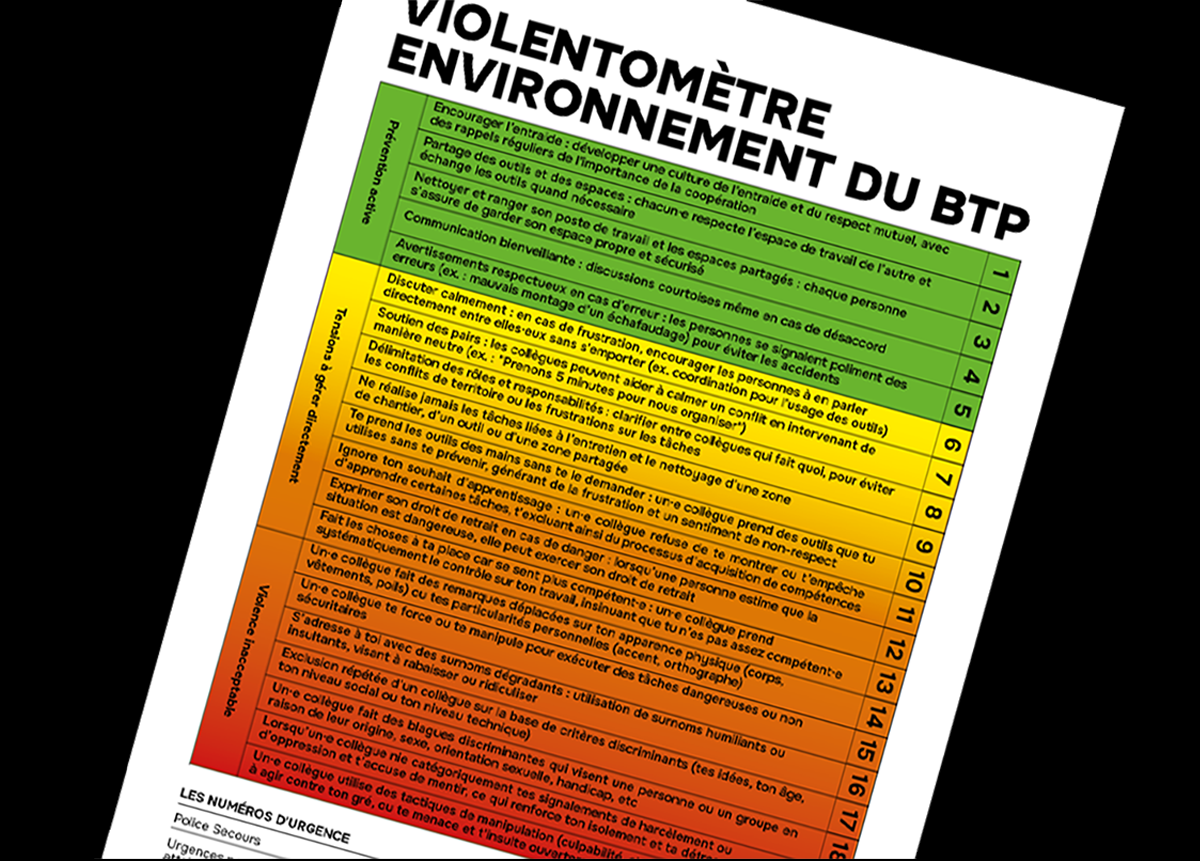 VIOLENTOMÈTRE
ENVIRONNEMENT DU BTP
Prévention active
Encourager l'entraide : développer une culture de l'entraide et du respect mutuel, avec
des rappels réguliers de l'importance de la coopération
1
Partage des outils et des espaces : chacun·e respecte l'espace de travail de l'autre et
échange les outils quand nécessaire
2
Nettoyer et ranger son poste de travail et les espaces partagés : chaque personne
s'assure de garder son espace propre et sécurisé
3
Communication bienveillante : discussions courtoises même en cas de désaccord
4
Avertissements respectueux en cas d'erreur : les personnes se signalent poliment des
erreurs (ex. : mauvais montage d'un échafaudage) pour éviter les accidents
5
Tensions à gérer directement
Discuter calmement : en cas de frustration, encourager les personnes à en parler
directement entre elles·eux sans s'emporter (ex. coordination pour l'usage des outils)
6
Soutien des pairs : les collègues peuvent aider à calmer un conflit en intervenant de
manière neutre (ex. : "Prenons 5 minutes pour nous organiser")
7
Délimitation des rôles et responsabilités : clarifier entre collègues qui fait quoi, pour éviter
les conflits de territoire ou les frustrations sur les tâches
8
Ne réalise jamais les tâches liées à l'entretien et le nettoyage d'une zone
de chantier, d'un outil ou d'une zone partagée
9
Te prend les outils des mains sans te le demander : un·e collègue prend des outils que tu
utilises sans te prévenir, générant de la frustration et un sentiment de non-respect
10
Ignore ton souhait d'apprentissage : un·e collègue refuse de te montrer ou t'empêche
d'apprendre certaines tâches, t'excluant ainsi du processus d'acquisition de compétences
11
Exprimer son droit de retrait en cas de danger : lorsqu'une personne estime que la
situation est dangereuse, elle peut exercer son droit de retrait
12
Violence inacceptable
Fait les choses à ta place car se sent plus compétent·e : un·e collègue prend
systématiquement le contrôle sur ton travail, insinuant que tu n'es pas assez compétent·e
13
Un·e collègue fait des remarques déplacées sur ton apparence physique (corps,
vêtements, poils) ou tes particularités personnelles (accent, orthographe)
14
Un·e collègue te force ou te manipule pour exécuter des tâches dangereuses ou non
sécuritaires
15
S'adresse à toi avec des surnoms dégradants : utilisation de surnoms humiliants ou
insultants, visant à rabaisser ou ridiculiser
16
Exclusion répétée d'un collègue sur la base de critères discriminants (tes idées, ton âge,
ton niveau social ou ton niveau technique)
17
Un·e collègue fait des blagues discriminantes qui visent une personne ou un groupe en
raison de leur origine, sexe, orientation sexuelle, handicap, etc
18
Lorsqu'un·e collègue nie catégoriquement tes signalements de harcèlement ou
d'oppression et t'accuse de mentir, ce qui renforce ton isolement et ta
Un·e collègue utilise des tactiques de manipulation (culpabilité,
à agir contre ton gré, ou te menace et t'insulte
LES NUMÉROS D'URGENCE
Police Secours
Urgences